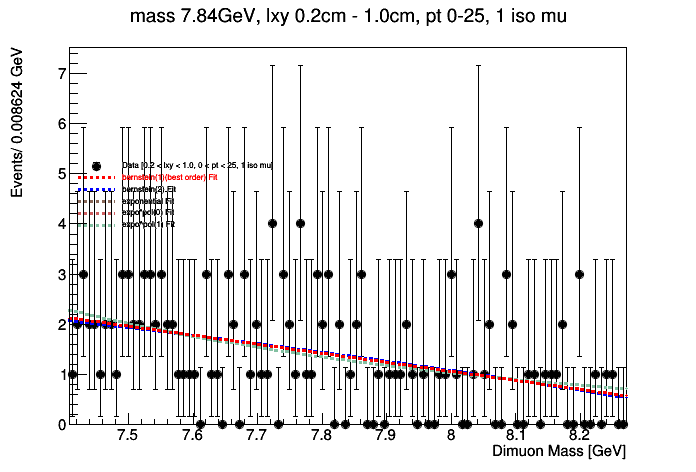 mass 7.84GeV, lxy 0.2cm - 1.0cm, pt 0-25, 1 iso mu
Events/ 0.008624 GeV
7
6
5
4
3
2
1
0
Data [0.2 < lxy < 1.0, 0 < pt < 25, 1 iso mu]
bernstein(1)(best order) Fit
bernstein(2) Fit
exponential Fit
expo*pol(0) Fit
expo*pol(1) Fit
7.5 7.6 7.7 7.8 7.9 8 8.1 8.2
Dimuon Mass [GeV]